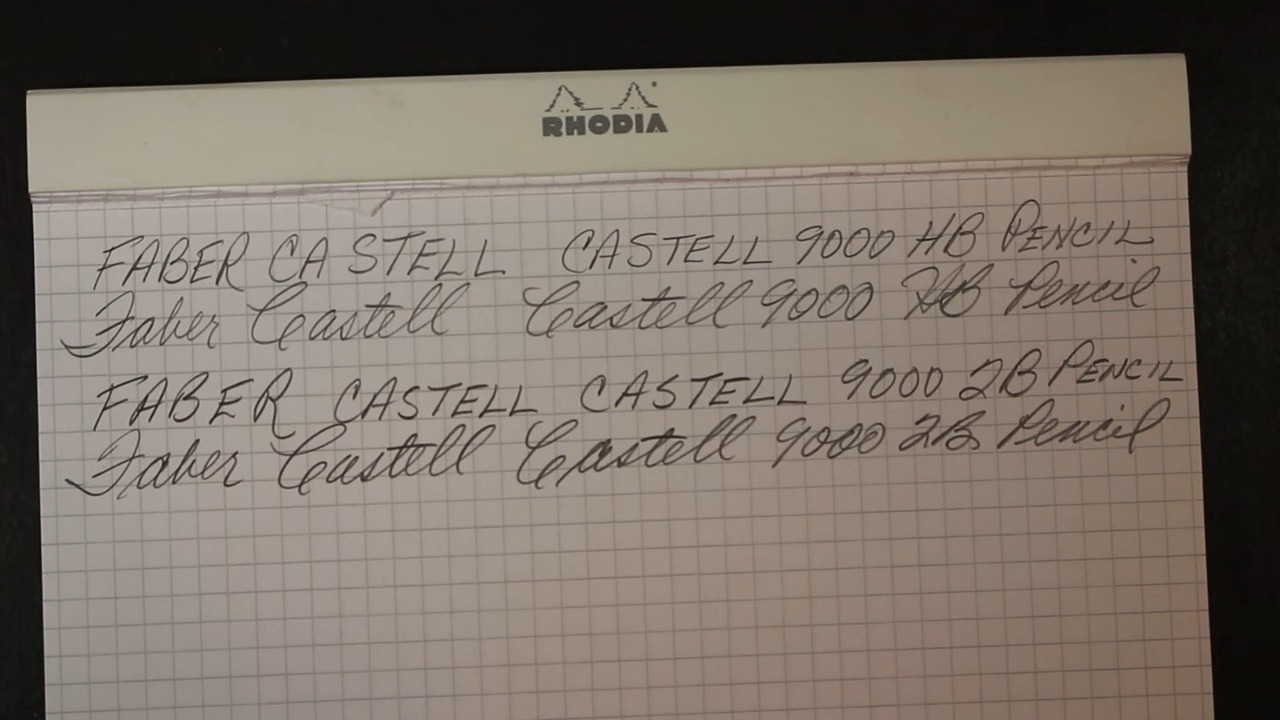 RHODIA
FABER CASTELL CASTELL 9000 HB PENCIL
Faber Castell Castell 9000 HB Pencil
FABER CASTELL CASTELL 9000 2B PENCIL
Faber Castell Castell 9000 2B Pencil